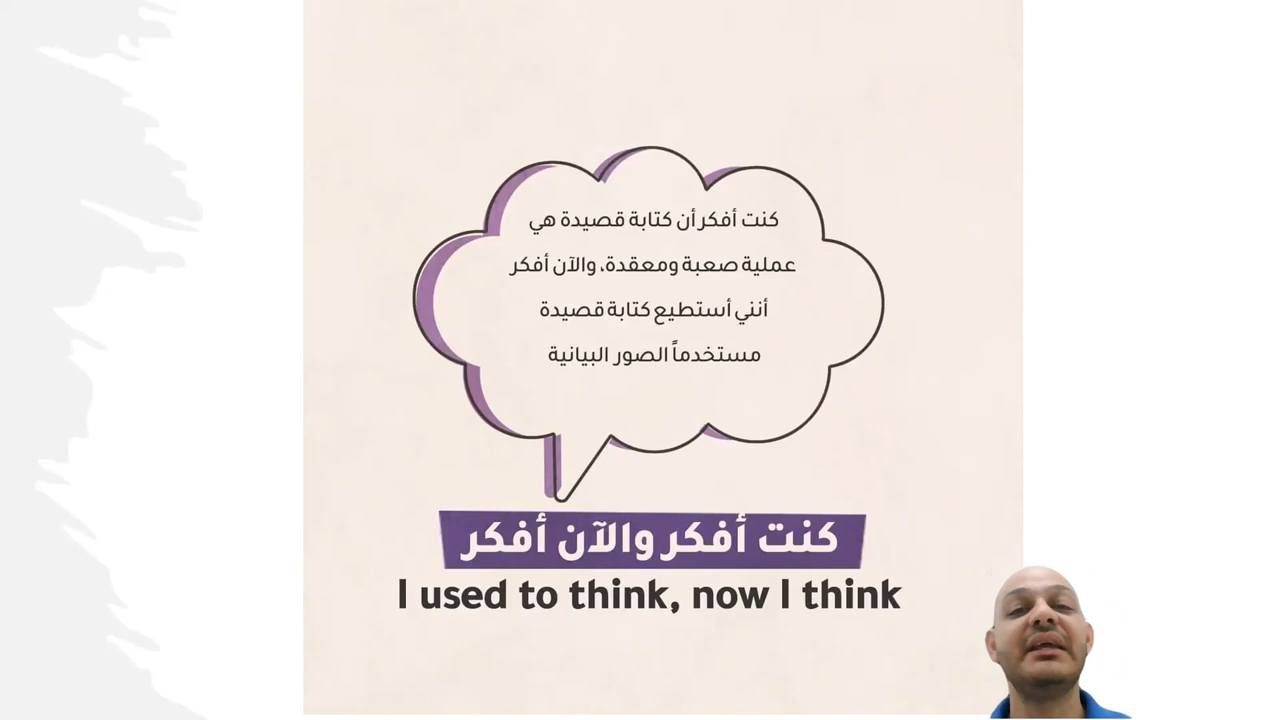 كنت أفكر أن كتابة قصيدة هي
عملية صعبة ومعقدة، والآن أفكر
أنني أستطيع كتابة قصيدة
مستخدماً الصور البيانية
كنت أفكر والآن أفكر
I used to think, now I think